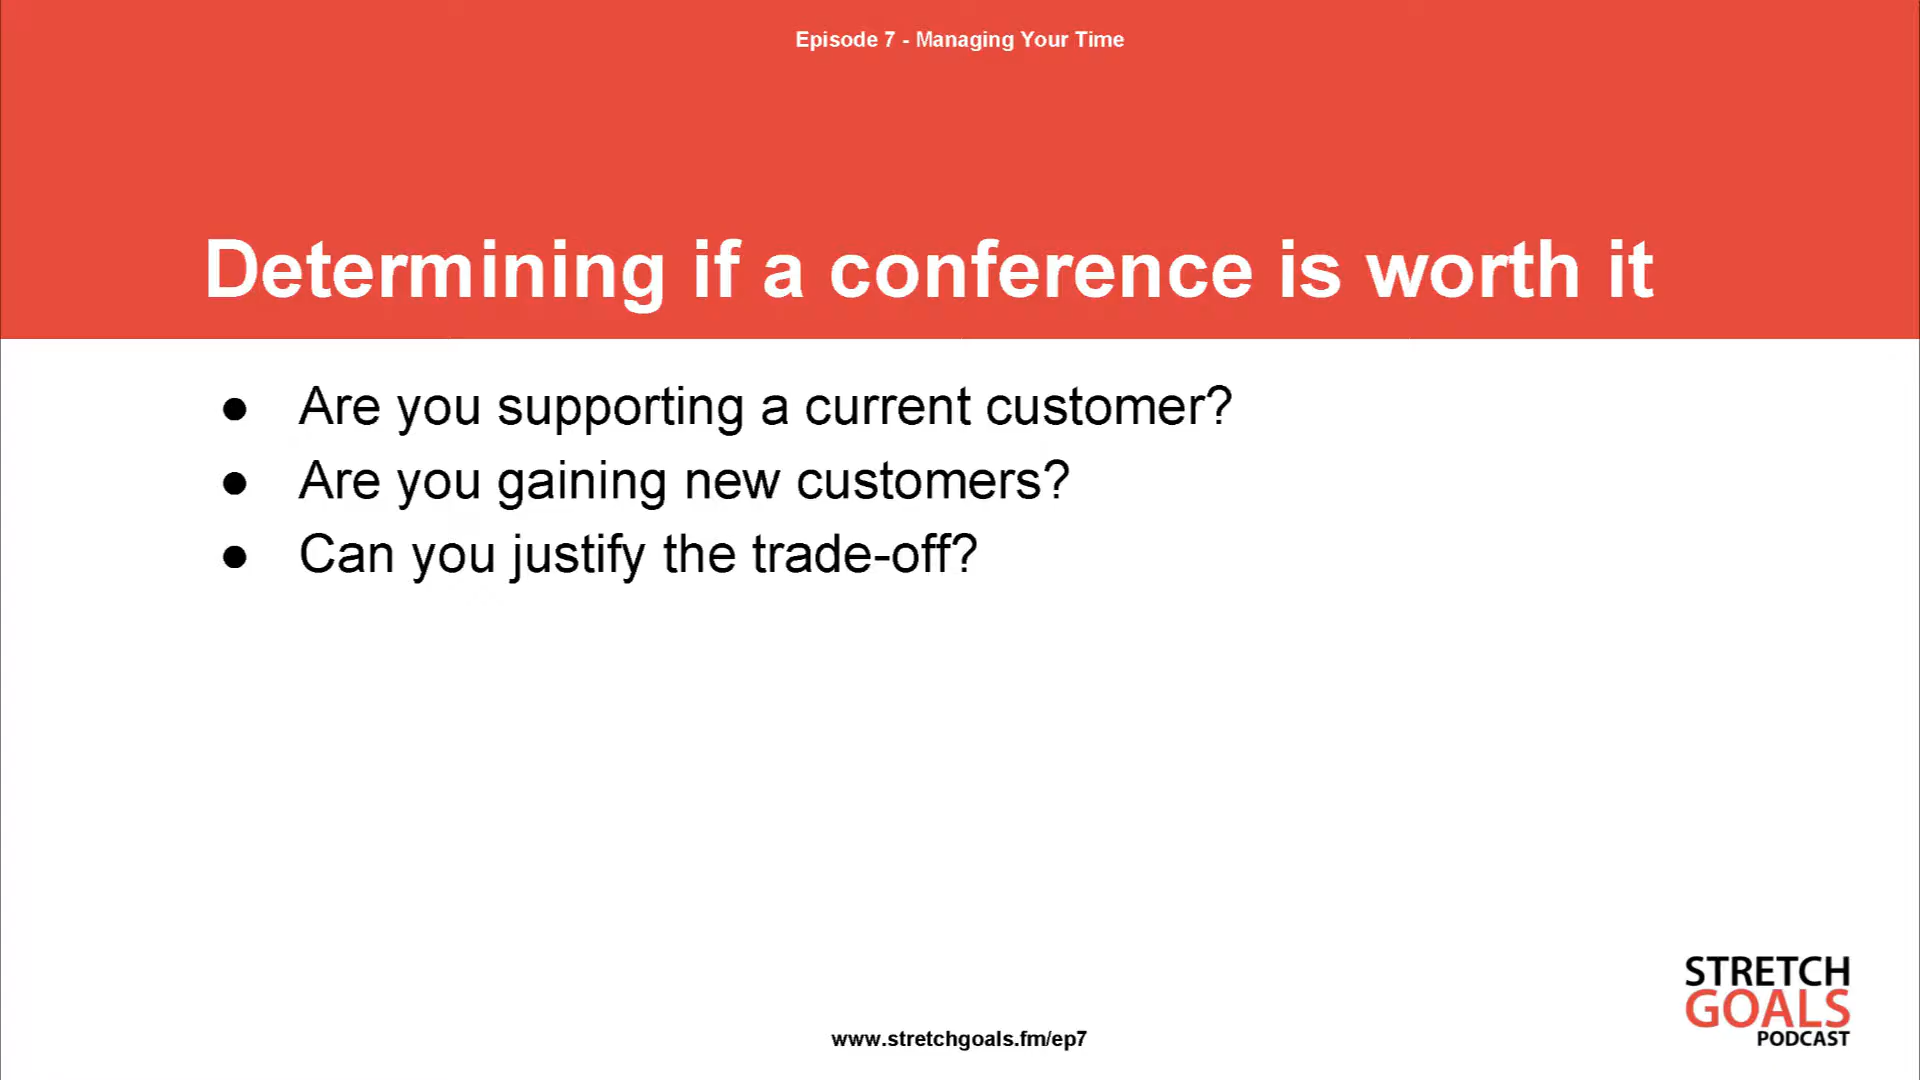 Episode 7 - Managing Your Time
Determining if a conference is worth it
● Are you supporting a current customer?
● Are you gaining new customers?
● Can you justify the trade-off?
STRETCH
GOALS
PODCAST
www.stretchgoals.fm/ep7